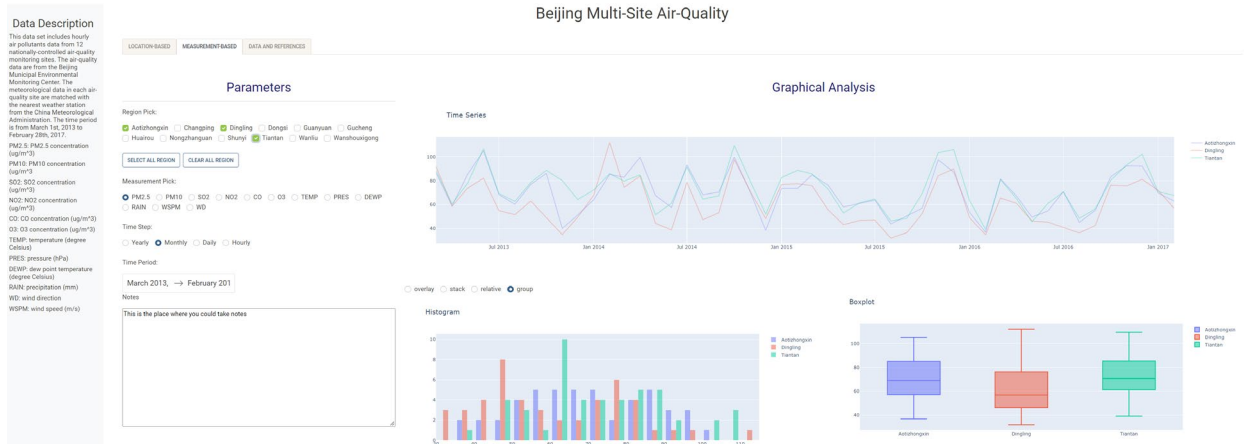 Beijing Multi-Site Air-Quality
Data Description
This data set includes hourly
air pollutants data from 12
nationally-controlled air-quality
monitoring sites. The air-quality
data are from the Beijing
Municipal Environmental
Monitoring Center. The
meteorological data in each air-
quality site are matched with
the nearest weather station
from the China Meteorological
Administration. The time period
is from March 1st, 2013 to
February 28th, 2017.
PM2.5: PM2.5 concentration
(ug/m^3)
PM10: PM10 concentration
(ug/m^3
SO2: SO2 concentration
(ug/m^3)
NO2: NO2 concentration
(ug/m^3)
CO: CO concentration (ug/m^3)
O3: O3 concentration (ug/m^3)
TEMP: temperature (degree
Celsius)
PRES: pressure (hPa)
DEWP: dew point temperature
(degree Celsius)
RAIN: precipitation (mm)
WD: wind direction
WSPM: wind speed (m/s)
LOCATION-BASED MEASUREMENT-BASED DATA AND REFERENCES
Parameters
Region Pick:
Aotizhongxin Changping Dingling Dongsi Guanyuan Gucheng
Huairou Nongzhanguan Shunyi Tiantan Wanliu Wanshouxigong
SELECT ALL REGION CLEAR ALL REGION
Measurement Pick:
PM2.5 PM10 SO2 NO2 CO O3 TEMP PRES DEWP
RAIN WSPM WD
Time Step:
Yearly Monthly Daily Hourly
Time Period:
March 2013, → February 201
Notes
This is the place where you could take notes
Graphical Analysis
Time Series
100
80
60
40
Jul 2013 Jan 2014 Jul 2014 Jan 2015 Jul 2015 Jan 2016 Jul 2016 Jan 2017
Aotizhongxin
Dingling
Tiantan
overlay stack relative group
Histogram
10
8
6
4
2
0
Aotizhongxin
Dingling
Tiantan
Boxplot
100
80
60
40
Aotizhongxin Dingling Tiantan
Aotizhongxin
Dingling
Tiantan